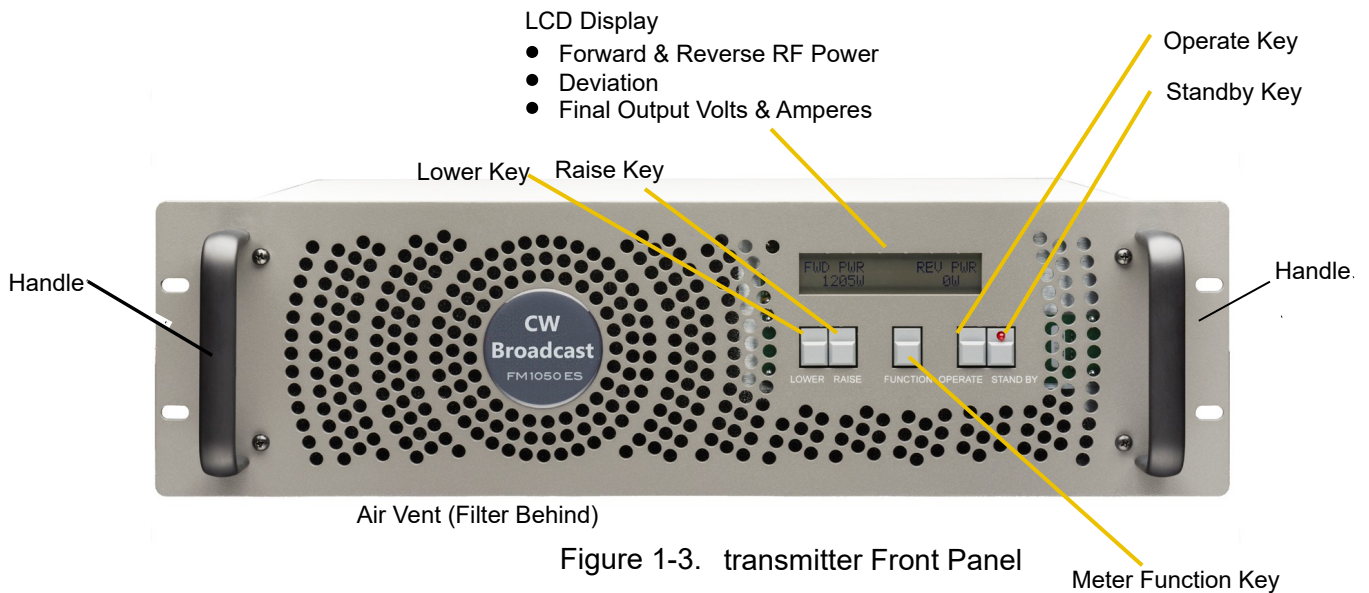 LCD Display
● Forward & Reverse RF Power
● Deviation
● Final Output Volts & Amperes
Operate Key
Standby Key
Lower Key
Raise Key
Handle
Handle
FWD PWR REV PWR
1205W 0W
CW
Broadcast
FM1050 ES
LOWER RAISE FUNCTION OPERATE STAND BY
Air Vent (Filter Behind)
Figure 1-3. transmitter Front Panel
Meter Function Key